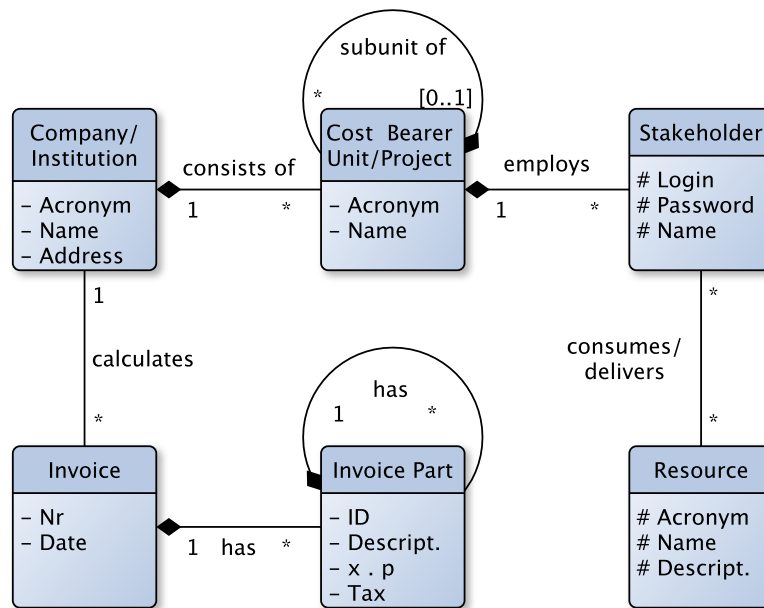 subunit of
*
[0..1]
Company/
Institution
– Acronym
– Name
– Address
consists of
1
*
Cost Bearer
Unit/Project
– Acronym
– Name
employs
1
*
Stakeholder
# Login
# Password
# Name
1
calculates
*
*
consumes/
delivers
*
has
1
*
Invoice
– Nr
– Date
1 has *
Invoice Part
– ID
– Descript.
– x . p
– Tax
Resource
# Acronym
# Name
# Descript.